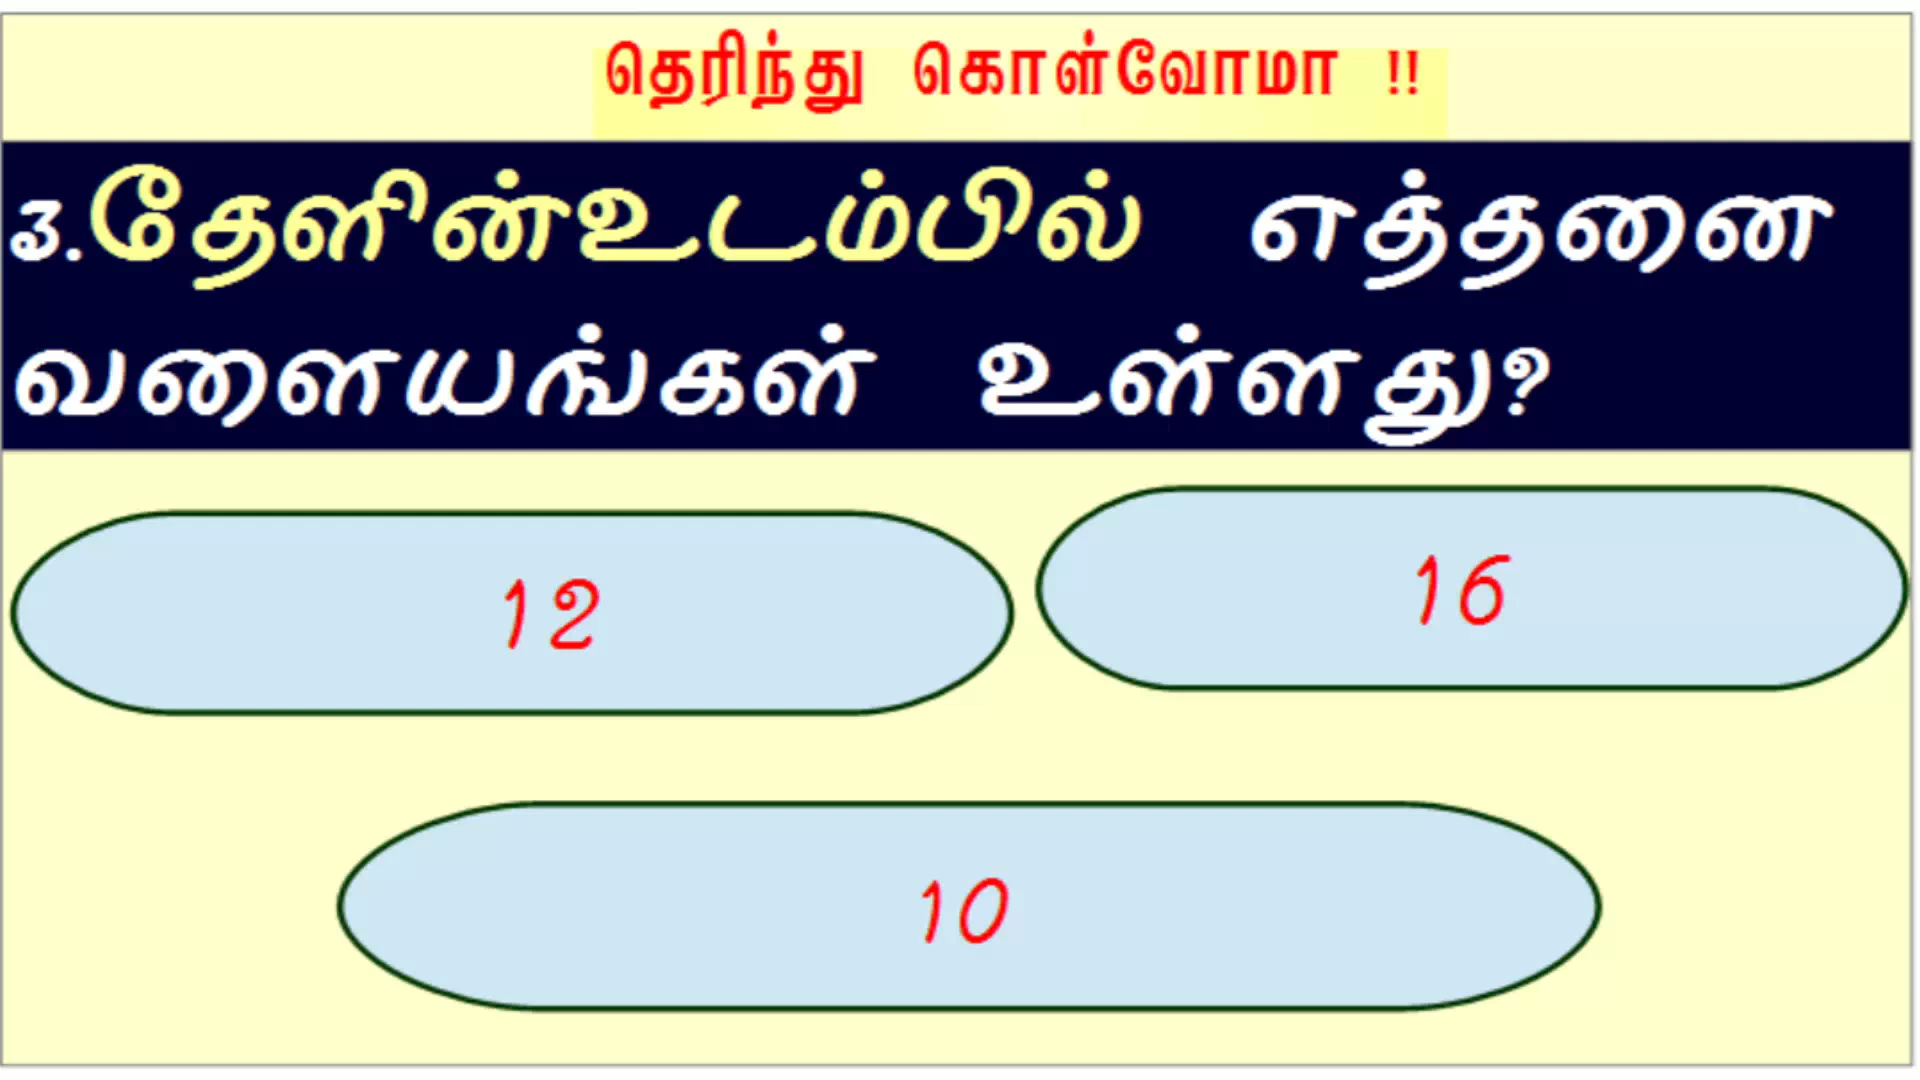 தெரிந்து கொள்வோமா !!
3.தேளின்உடம்பில் எத்தனை
வளையங்கள் உள்ளது?
12
16
10